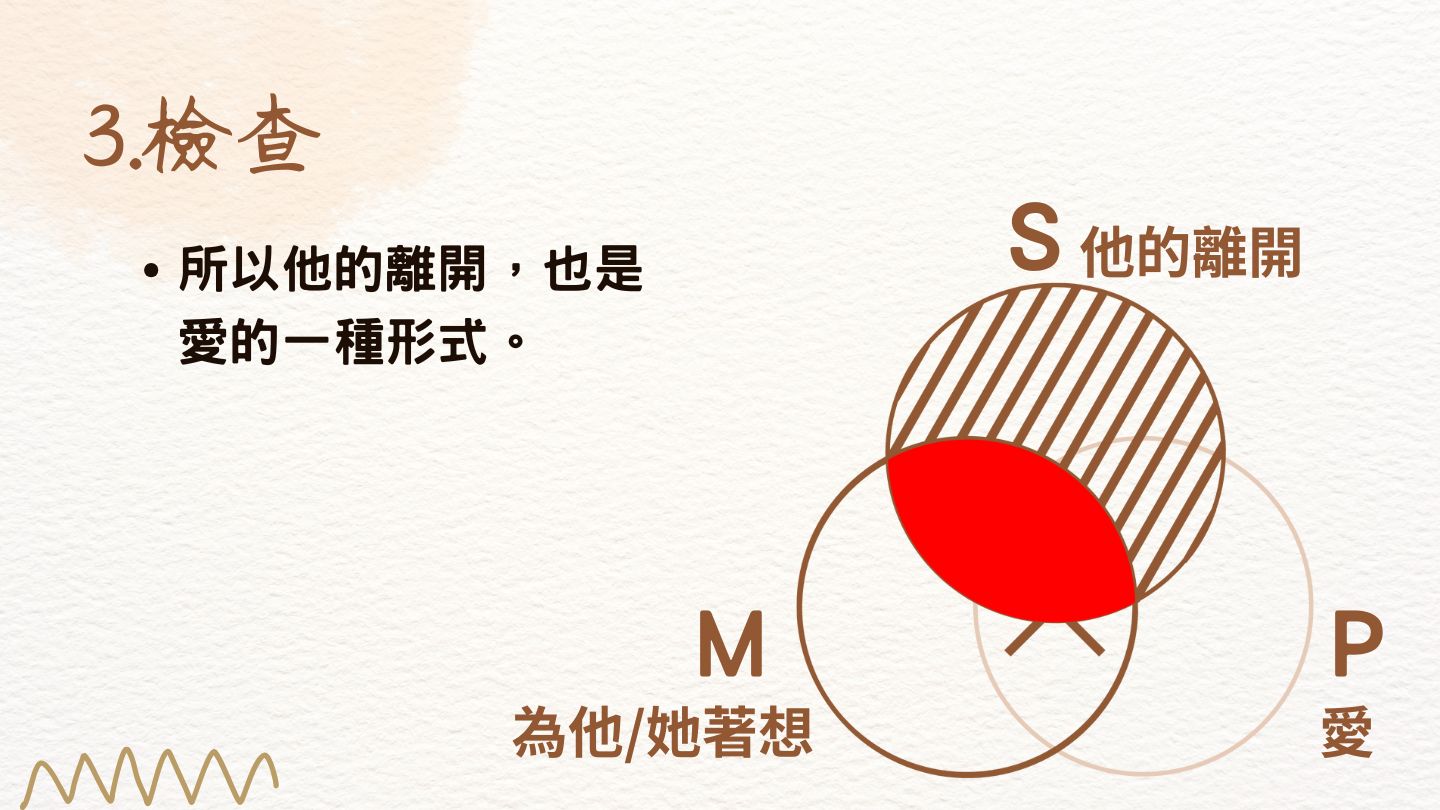 3.檢查
• 所以他的離開，也是
愛的一種形式。
S 他的離開
M
為他/她著想
P
愛